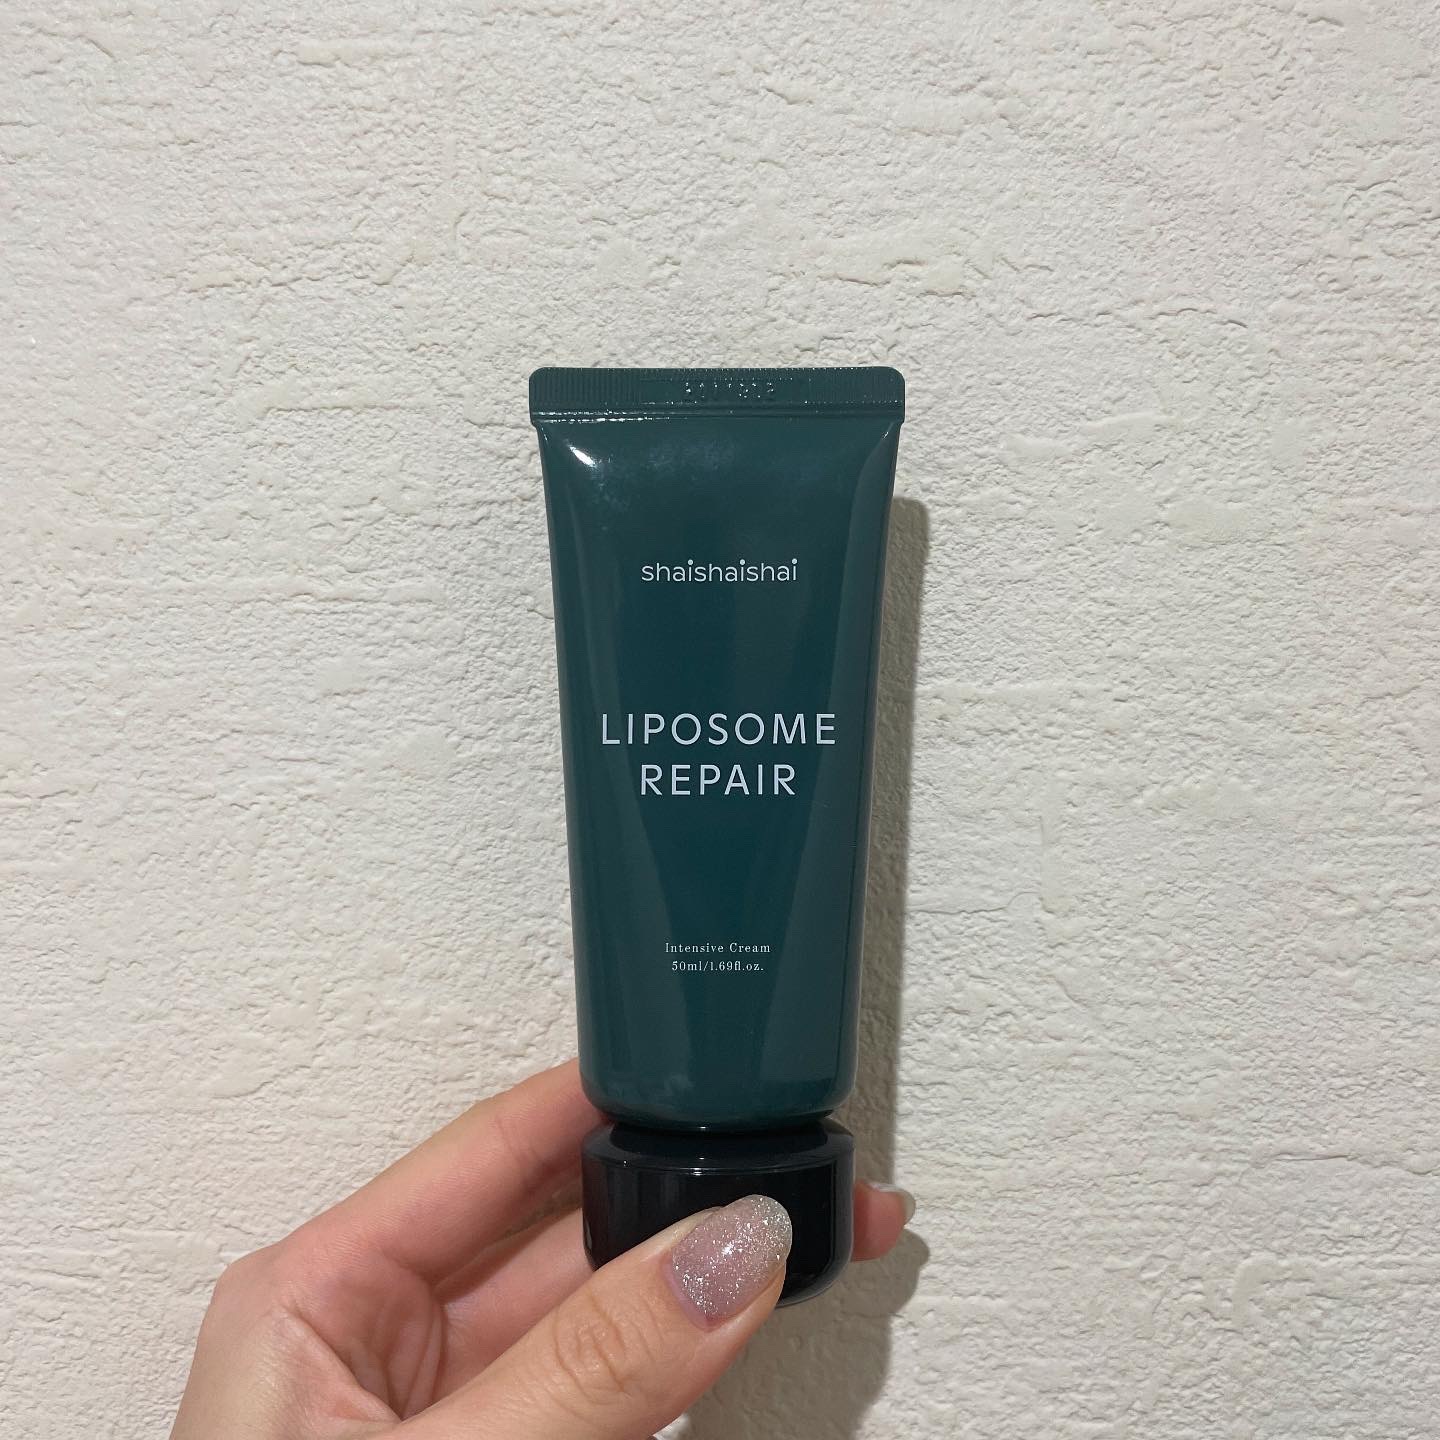 shaishaishai
LIPOSOME
REPAIR
Intensive Cream
50ml/1.69fl.oz.